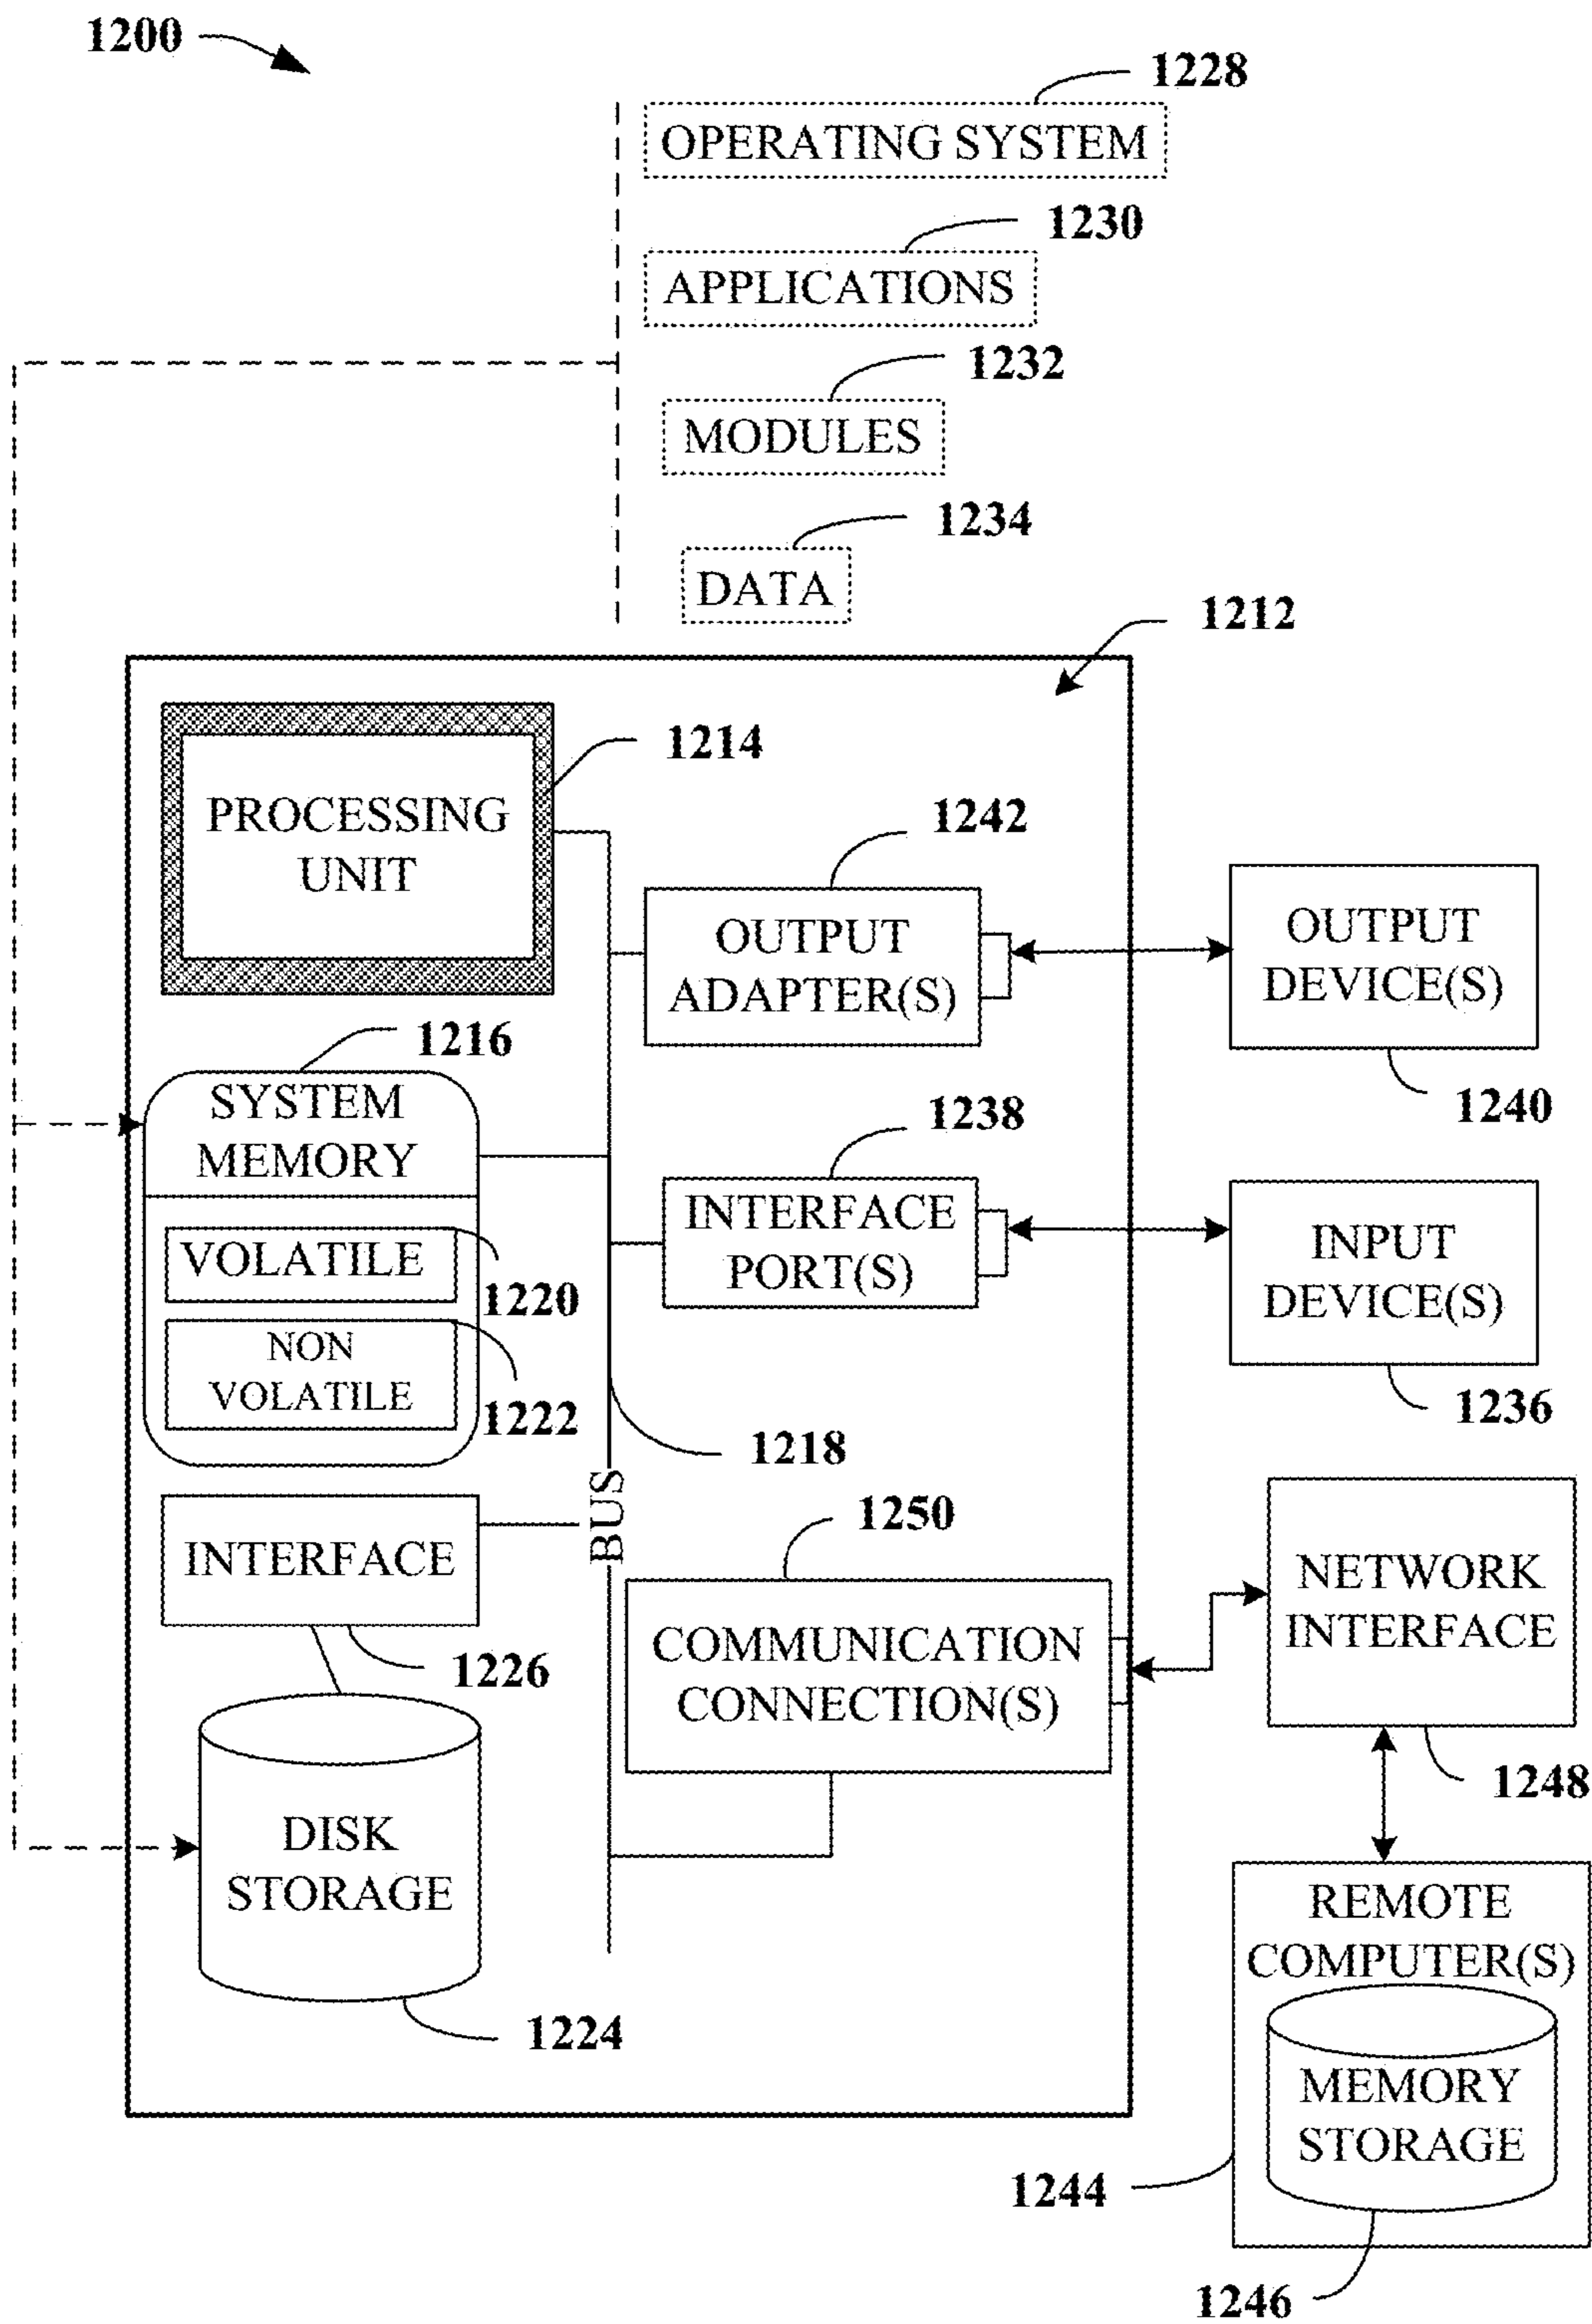 1200
1228
OPERATING SYSTEM
1230
APPLICATIONS
1232
MODULES
1234
DATA
1212
1214
PROCESSING
UNIT
1242
OUTPUT
ADAPTER(S)
OUTPUT
DEVICE(S)
1240
1216
SYSTEM
MEMORY
1238
INTERFACE
PORT(S)
INPUT
DEVICE(S)
1236
VOLATILE
1220
NON
VOLATILE
1222
1218
BUS
INTERFACE
1226
1250
COMMUNICATION
CONNECTION(S)
NETWORK
INTERFACE
1248
DISK
STORAGE
1224
REMOTE
COMPUTER(S)
MEMORY
STORAGE
1244
1246